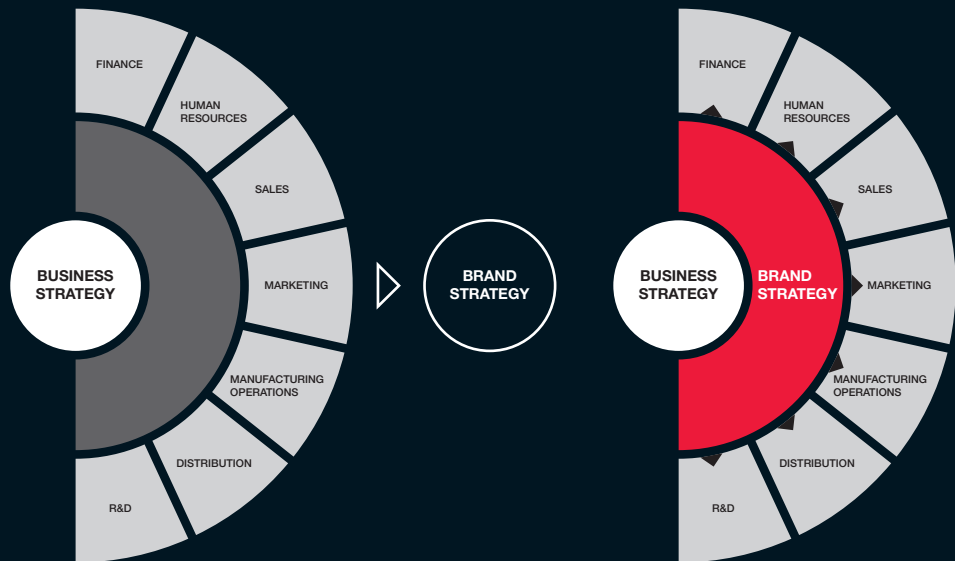 FINANCE
HUMAN
RESOURCES
SALES
BUSINESS
STRATEGY
MARKETING
MANUFACTURING
OPERATIONS
DISTRIBUTION
R&D
BRAND
STRATEGY
FINANCE
HUMAN
RESOURCES
SALES
BUSINESS
STRATEGY
BRAND
STRATEGY
MARKETING
MANUFACTURING
OPERATIONS
DISTRIBUTION
R&D